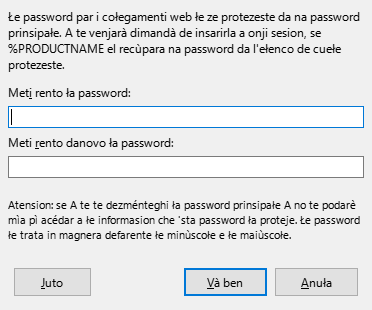 Łe password par i cołegamenti web łe ze protezeste da na password
prinsipałe. A te venjarà dimandà de insarirla a onji sesion, se
%PRODUCTNAME el recùpara na password da l'ełenco de cuełe
protezeste.
Meti rento ła password:
Meti rento danovo ła password:
Atension: se A te te dezménteghi ła password prinsipałe A no te podarè
mìa pì acédar a łe informasion che 'sta password ła proteje. Łe password
łe trata in magnera defarente łe minùscołe e łe maiùscołe.
Juto
Và ben
Anuła